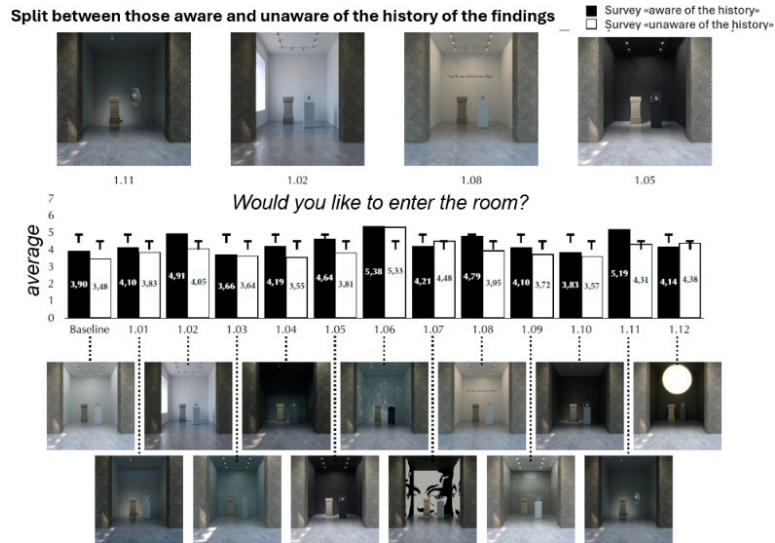 Split between those aware and unaware of the history of the findings
Survey «aware of the history»
Survey «unaware of the history»
1.11 1.02 1.08 1.05
Would you like to enter the room?
average
7
6
5
4
3
2
1
0
3,90 3,48 4,10 3,83 4,91 4,05 3,66 3,64 4,19 3,55 4,64 3,81 5,38 5,33 4,21 4,48 4,79 3,95 4,10 3,72 3,83 3,57 5,19 4,31 4,14 4,38
Baseline 1.01 1.02 1.03 1.04 1.05 1.06 1.07 1.08 1.09 1.10 1.11 1.12